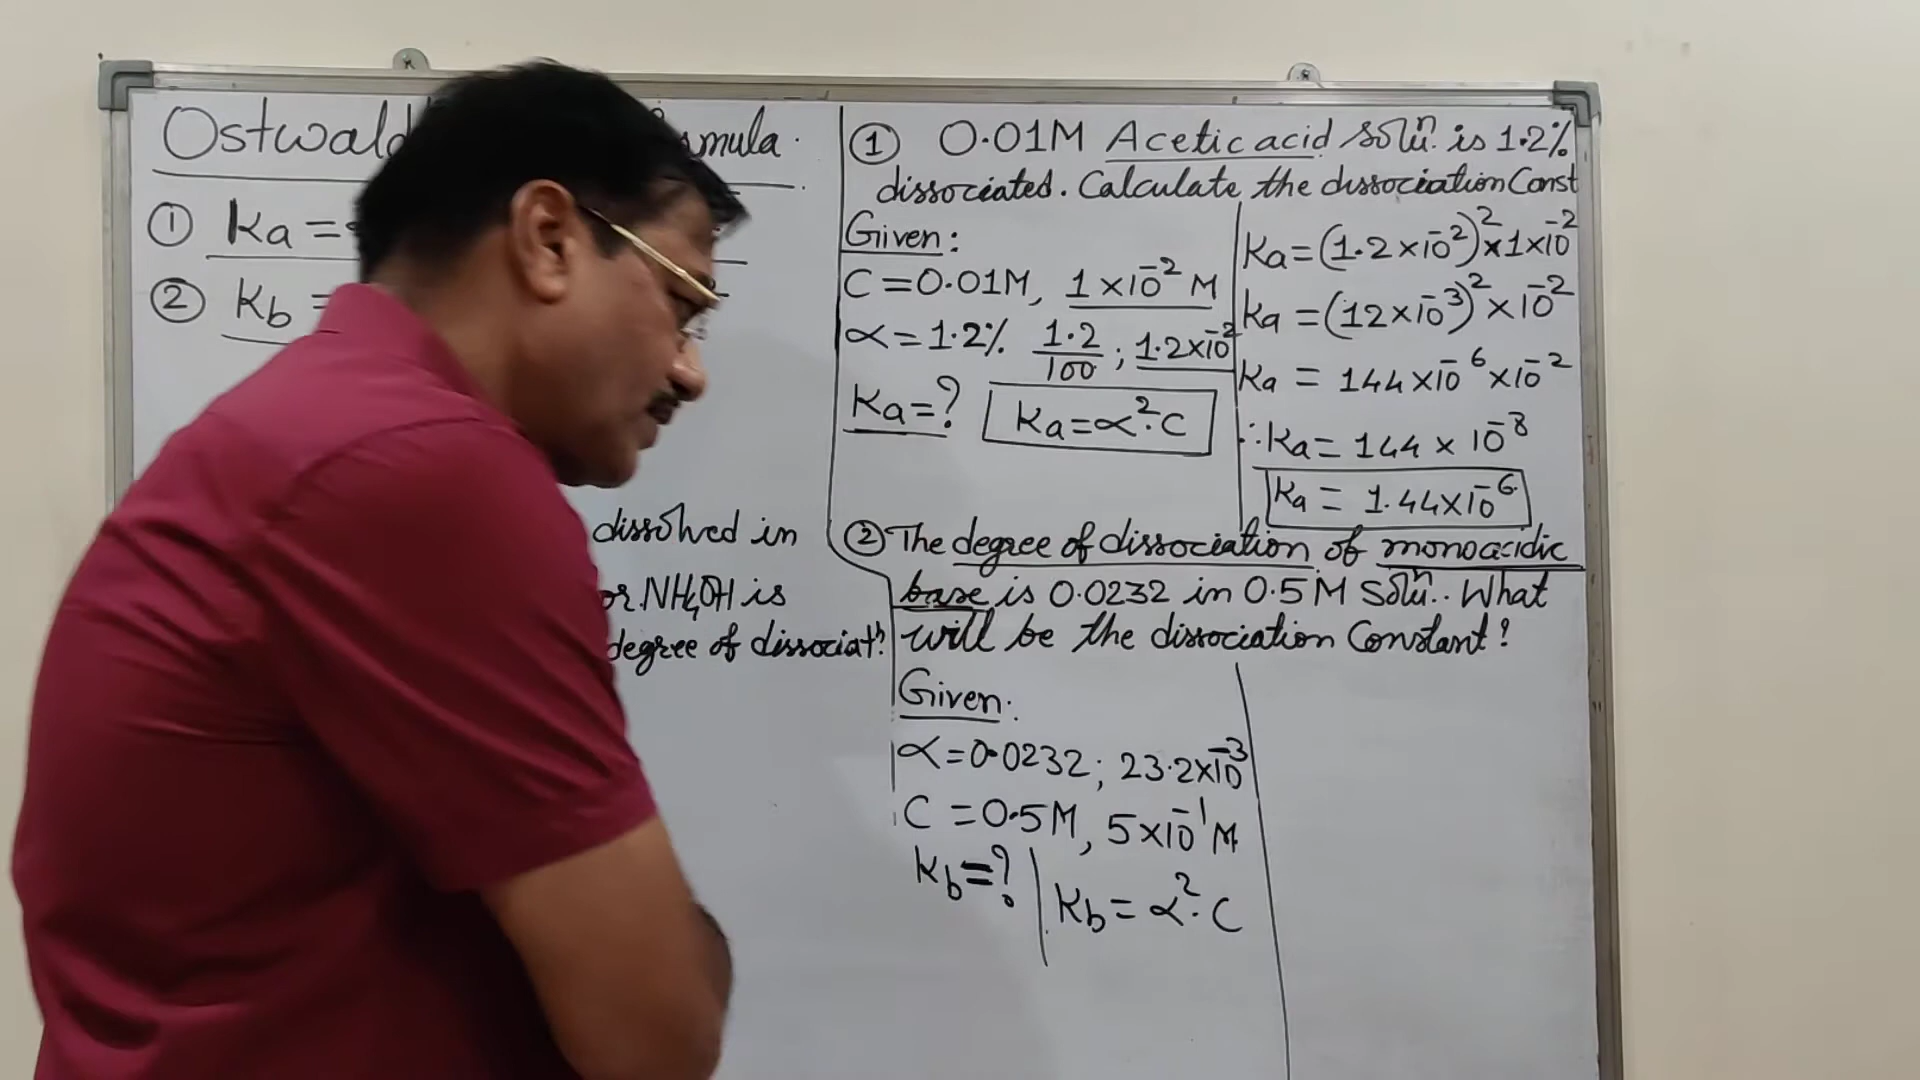 Ostwald
mula.
① Ka =
② Kb =
dissolved in
or NH₄OH is
degree of dissociatⁿ.
① 0.01M Acetic acid Solⁿ. is 1.2%
dissociated. Calculate the dissociation Const
Given:
C = 0.01M, 1 × 10⁻² M
α = 1.2% 1.2/100 ; 1.2×10⁻²
Ka = ? Ka = α². C
Ka = (1.2 × 10⁻²)² × 1×10⁻²
Ka = (12×10⁻³)² × 10⁻²
Ka = 144 ×10⁻⁶ ×10⁻²
∴ Ka = 144 × 10⁻⁸
Ka = 1.44×10⁻⁶
② The degree of dissociation of monoacidic
base is 0.0232 in 0.5 M Solⁿ.. What
will be the dissociation Constant?
Given.
α = 0.0232; 23.2×10⁻³
C = 0.5M, 5×10⁻¹ M
Kb = ? Kb = α². C